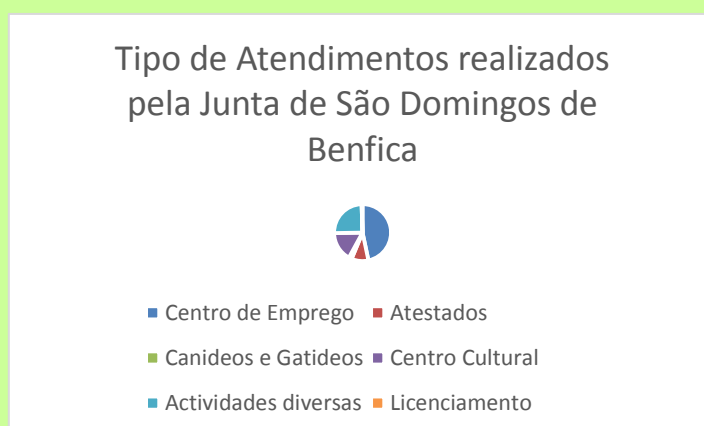 Tipo de Atendimentos realizados
pela Junta de São Domingos de
Benfica
Centro de Emprego
Atestados
Canideos e Gatideos
Centro Cultural
Actividades diversas
Licenciamento